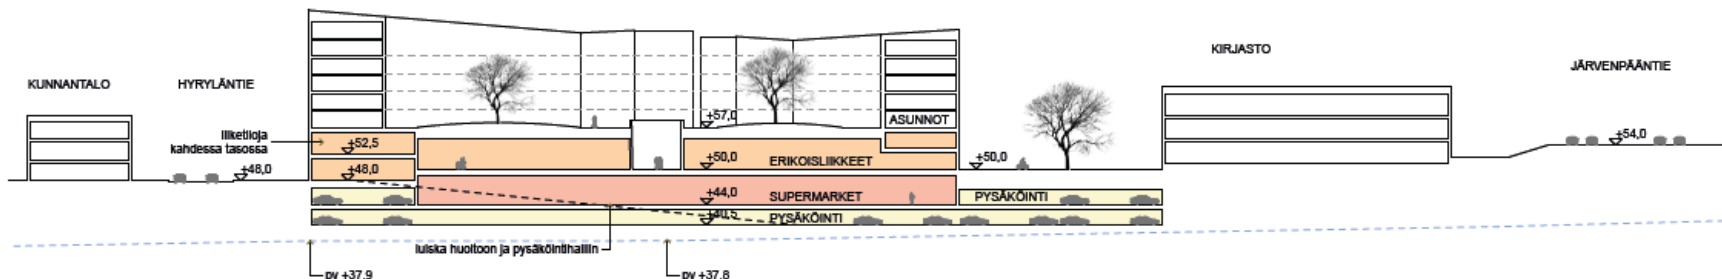 KIRJASTO
JÄRVENPÄÄNTIE
KUNNANTALO
HYRYLÄNTIE
+57,0
ASUNNOT
liiketiloja
kahdessa tasossa
+52,5
+54,0
+48,0
+48,0
+50,0
ERIKOISLIIKKEET
+50,0
+44,0
SUPERMARKET
PYSÄKÖINTI
+40,5
PYSÄKÖINTI
luiska huoltoon ja pysäköintihalliin
pv +37,9
pv +37,8